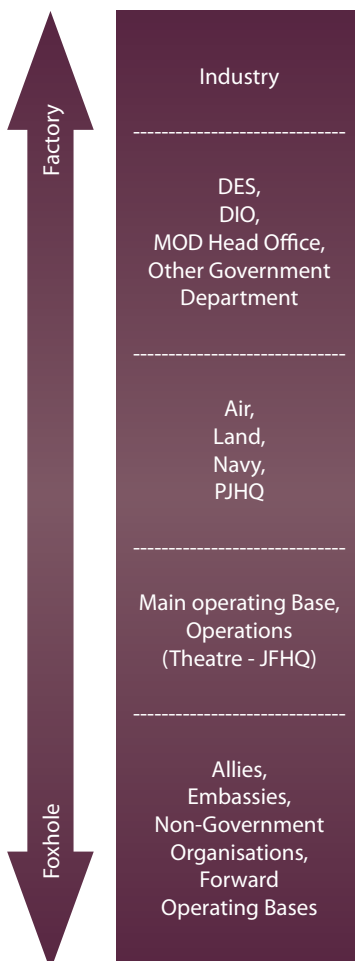 Factory
Industry
DES,
DIO,
MOD Head Office,
Other Government
Department
Air,
Land,
Navy,
PJHQ
Main operating Base,
Operations
(Theatre - JFHQ)
Allies,
Embassies,
Non-Government
Organisations,
Forward
Operating Bases
Foxhole